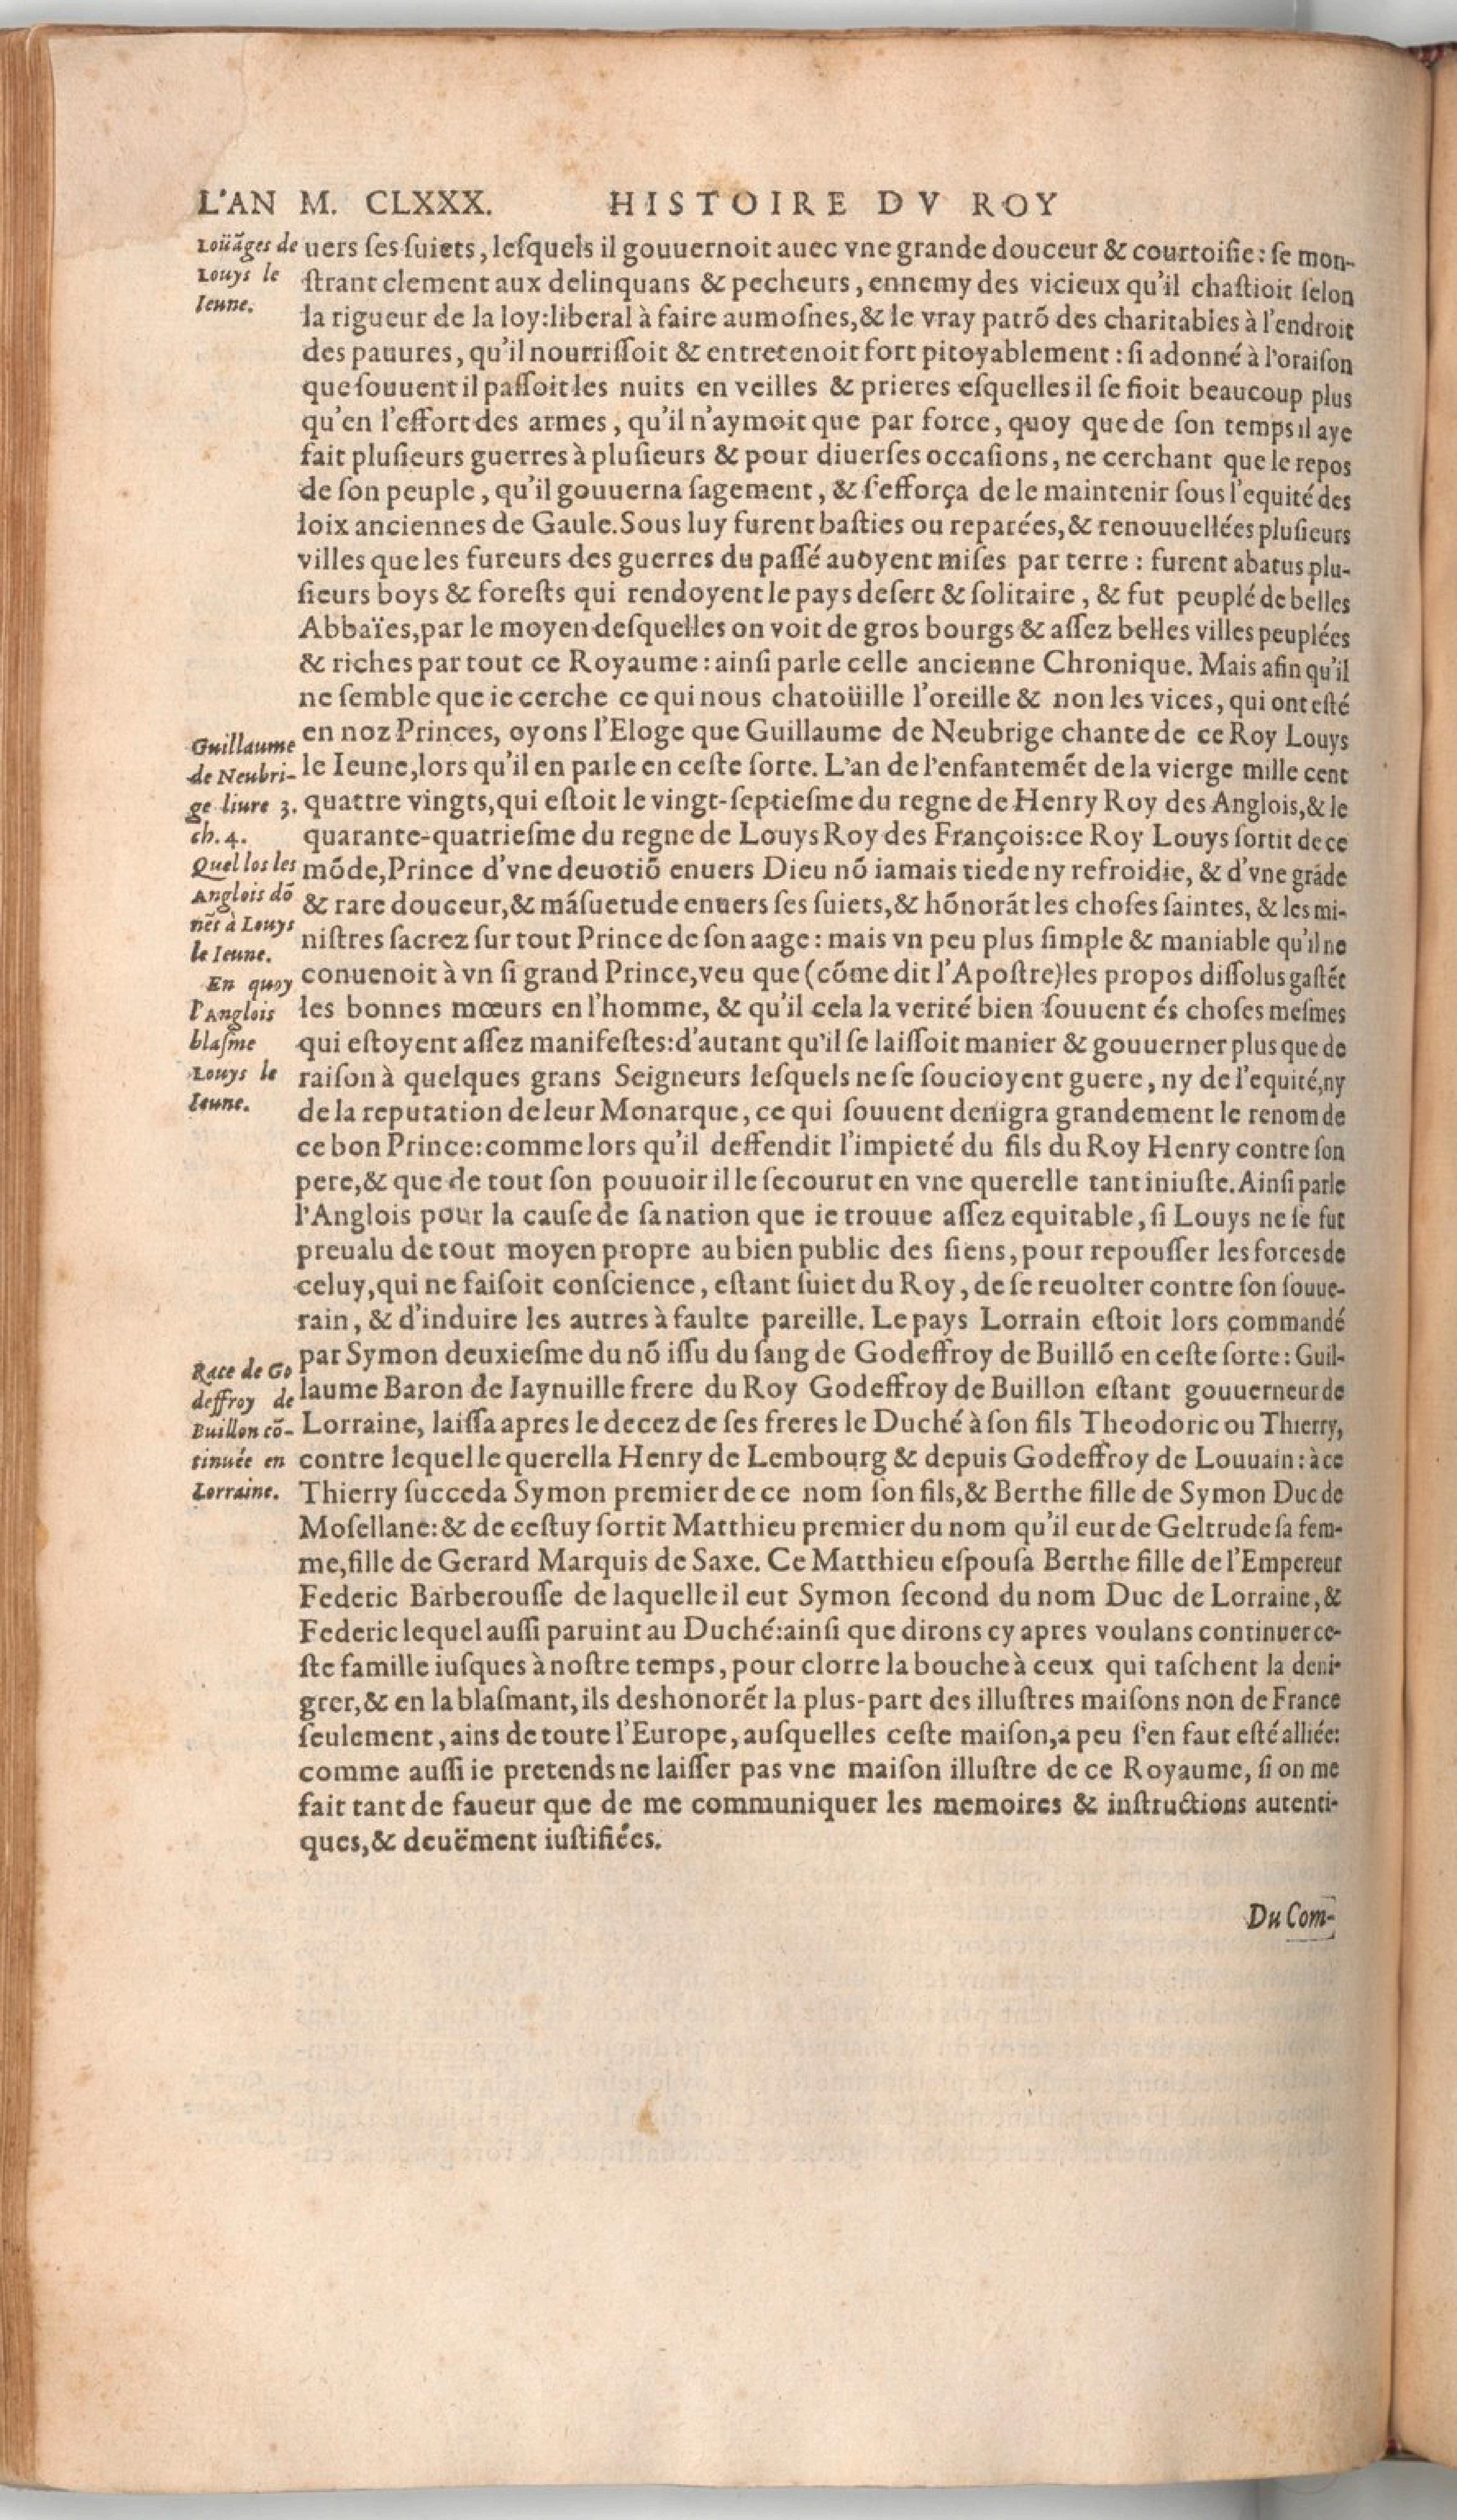 L'AN M. CLXXX. HISTOIRE DV ROY
Loüãges de
Louys le
Ieune.
uers ſes ſuiets, leſquels il gouuernoit auec vne grande douceur & courtoiſie: ſe mon-
ſtrant clement aux delinquans & pecheurs, ennemy des vicieux qu'il chaſtioit ſelon
la rigueur de la loy: liberal à faire aumoſnes, & le vray patrõ des charitables à l'endroit
des pauures, qu'il nourriſſoit & entretenoit fort pitoyablement: ſi adonné à l'oraiſon
que ſouuent il paſſoit les nuits en veilles & prieres eſquelles il ſe fioit beaucoup plus
qu'en l'effort des armes, qu'il n'aymoit que par force, quoy que de ſon temps il aye
fait pluſieurs guerres à pluſieurs & pour diuerſes occaſions, ne cerchant que le repos
de ſon peuple, qu'il gouuerna ſagement, & ſ'efforça de le maintenir ſous l'equité des
loix anciennes de Gaule. Sous luy furent baſties ou reparées, & renouuellées pluſieurs
villes que les fureurs des guerres du paſſé auoyent miſes par terre: furent abatus plu-
ſieurs boys & foreſts qui rendoyent le pays deſert & ſolitaire, & fut peuplé de belles
Abbaïes, par le moyen deſquelles on voit de gros bourgs & aſſez belles villes peuplées
& riches par tout ce Royaume: ainſi parle celle ancienne Chronique. Mais afin qu'il
ne ſemble que ie cerche ce qui nous chatoüille l'oreille & non les vices, qui ont eſté
Guillaume
de Neubri-
ge liure 3.
ch. 4.
en noz Princes, oyons l'Eloge que Guillaume de Neubrige chante de ce Roy Louys
le Ieune, lors qu'il en parle en ceſte ſorte. L'an de l'enfantemẽt de la vierge mille cent
quattre vingts, qui eſtoit le vingt-ſeptieſme du regne de Henry Roy des Anglois, & le
quarante-quatrieſme du regne de Louys Roy des François: ce Roy Louys ſortit de ce
Quel los les
Anglois dõ
nẽt à Louys
le Ieune.
mõde, Prince d'vne deuotiõ enuers Dieu nõ iamais tiede ny refroidie, & d'vne grãde
& rare douceur, & mãſuetude enuers ſes ſuiets, & hõnorãt les choſes ſaintes, & les mi-
niſtres ſacrez ſur tout Prince de ſon aage: mais vn peu plus ſimple & maniable qu'il ne
En quoy
l'Anglois
blaſme
Louys le
Ieune.
conuenoit à vn ſi grand Prince, veu que (cõme dit l'Apoſtre) les propos diſſolus gaſtẽt
les bonnes mœurs en l'homme, & qu'il cela la verité bien ſouuent és choſes meſmes
qui eſtoyent aſſez manifeſtes: d'autant qu'il ſe laiſſoit manier & gouuerner plus que de
raiſon à quelques grans Seigneurs leſquels ne ſe ſoucioyent guere, ny de l'equité, ny
de la reputation de leur Monarque, ce qui ſouuent denigra grandement le renom de
ce bon Prince: comme lors qu'il deffendit l'impieté du fils du Roy Henry contre ſon
pere, & que de tout ſon pouuoir il le ſecourut en vne querelle tant iniuſte. Ainſi parle
l'Anglois pour la cauſe de ſa nation que ie trouue aſſez equitable, ſi Louys ne ſe fut
preualu de tout moyen propre au bien public des ſiens, pour repouſſer les forces de
celuy, qui ne faiſoit conſcience, eſtant ſuiet du Roy, de ſe reuolter contre ſon ſouue-
rain, & d'induire les autres à faulte pareille. Le pays Lorrain eſtoit lors commandé
Race de Go
deffroy de
Buillon cõ-
tinuée en
Lorraine.
par Symon deuxieſme du nõ iſſu du ſang de Godeffroy de Buillõ en ceſte ſorte: Guil-
laume Baron de Iaynuille frere du Roy Godeffroy de Buillon eſtant gouuerneur de
Lorraine, laiſſa apres le decez de ſes freres le Duché à ſon fils Theodoric ou Thierry,
contre lequel le querella Henry de Lembourg & depuis Godeffroy de Louuain: à ce
Thierry ſucceda Symon premier de ce nom ſon fils, & Berthe fille de Symon Duc de
Moſellane: & de ceſtuy ſortit Matthieu premier du nom qu'il eut de Geltrude ſa fem-
me, fille de Gerard Marquis de Saxe. Ce Matthieu eſpouſa Berthe fille de l'Empereur
Federic Barberouſſe de laquelle il eut Symon ſecond du nom Duc de Lorraine, &
Federic lequel auſſi paruint au Duché: ainſi que dirons cy apres voulans continuer ce-
ſte famille iuſques à noſtre temps, pour clorre la bouche à ceux qui taſchent la deni-
grer, & en la blaſmant, ils deshonorẽt la plus-part des illuſtres maiſons non de France
ſeulement, ains de toute l'Europe, auſquelles ceſte maiſon, a peu ſ'en faut eſté alliée:
comme auſſi ie pretends ne laiſſer pas vne maiſon illuſtre de ce Royaume, ſi on me
fait tant de faueur que de me communiquer les memoires & inſtructions autenti-
ques, & deuëment iuſtifiées.
Du Com-